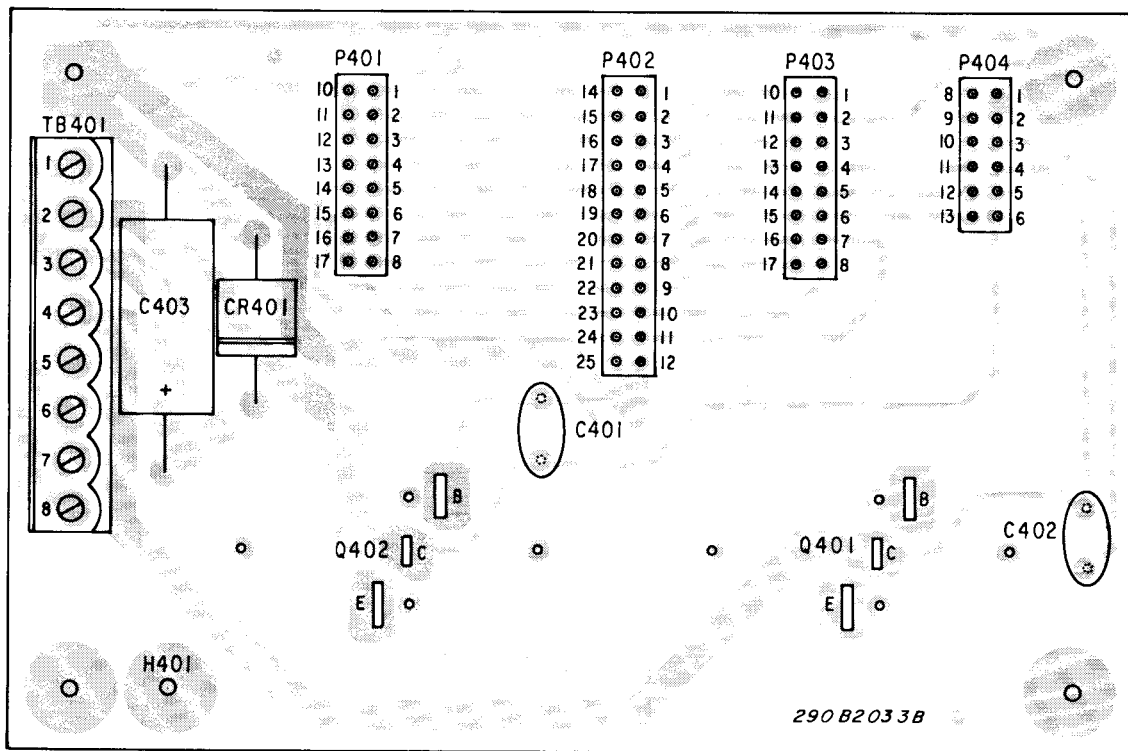 P401 P402 P403 P404
10 1 14 1 10 1 8 1
11 2 15 2 11 2 9 2
12 3 16 3 12 3 10 3
13 4 17 4 13 4 11 4
14 5 18 5 14 5 12 5
15 6 19 6 15 6 13 6
16 7 20 7 16 7
17 8 21 8 17 8
22 9
23 10
24 11
25 12
TB401
1
2
3
4
5
6
7
8
C403
+
CR401
C401
B
Q402 C
E
B
Q401 C
E
C402
H401
290B2033B